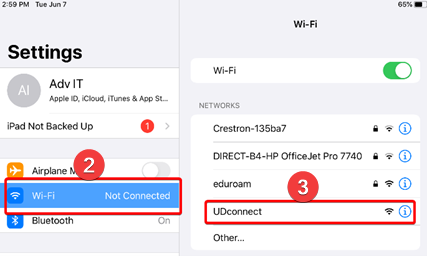 2:59 PM Tue Jun 7
65%
Settings
AI
Adv IT
Apple ID, iCloud, iTunes & App St...
iPad Not Backed Up 1
2
Airplane M
Wi-Fi Not Connected
Bluetooth On
Wi-Fi
Wi-Fi
NETWORKS
Crestron-135ba7
DIRECT-B4-HP OfficeJet Pro 7740
eduroam
3
UDconnect
Other...